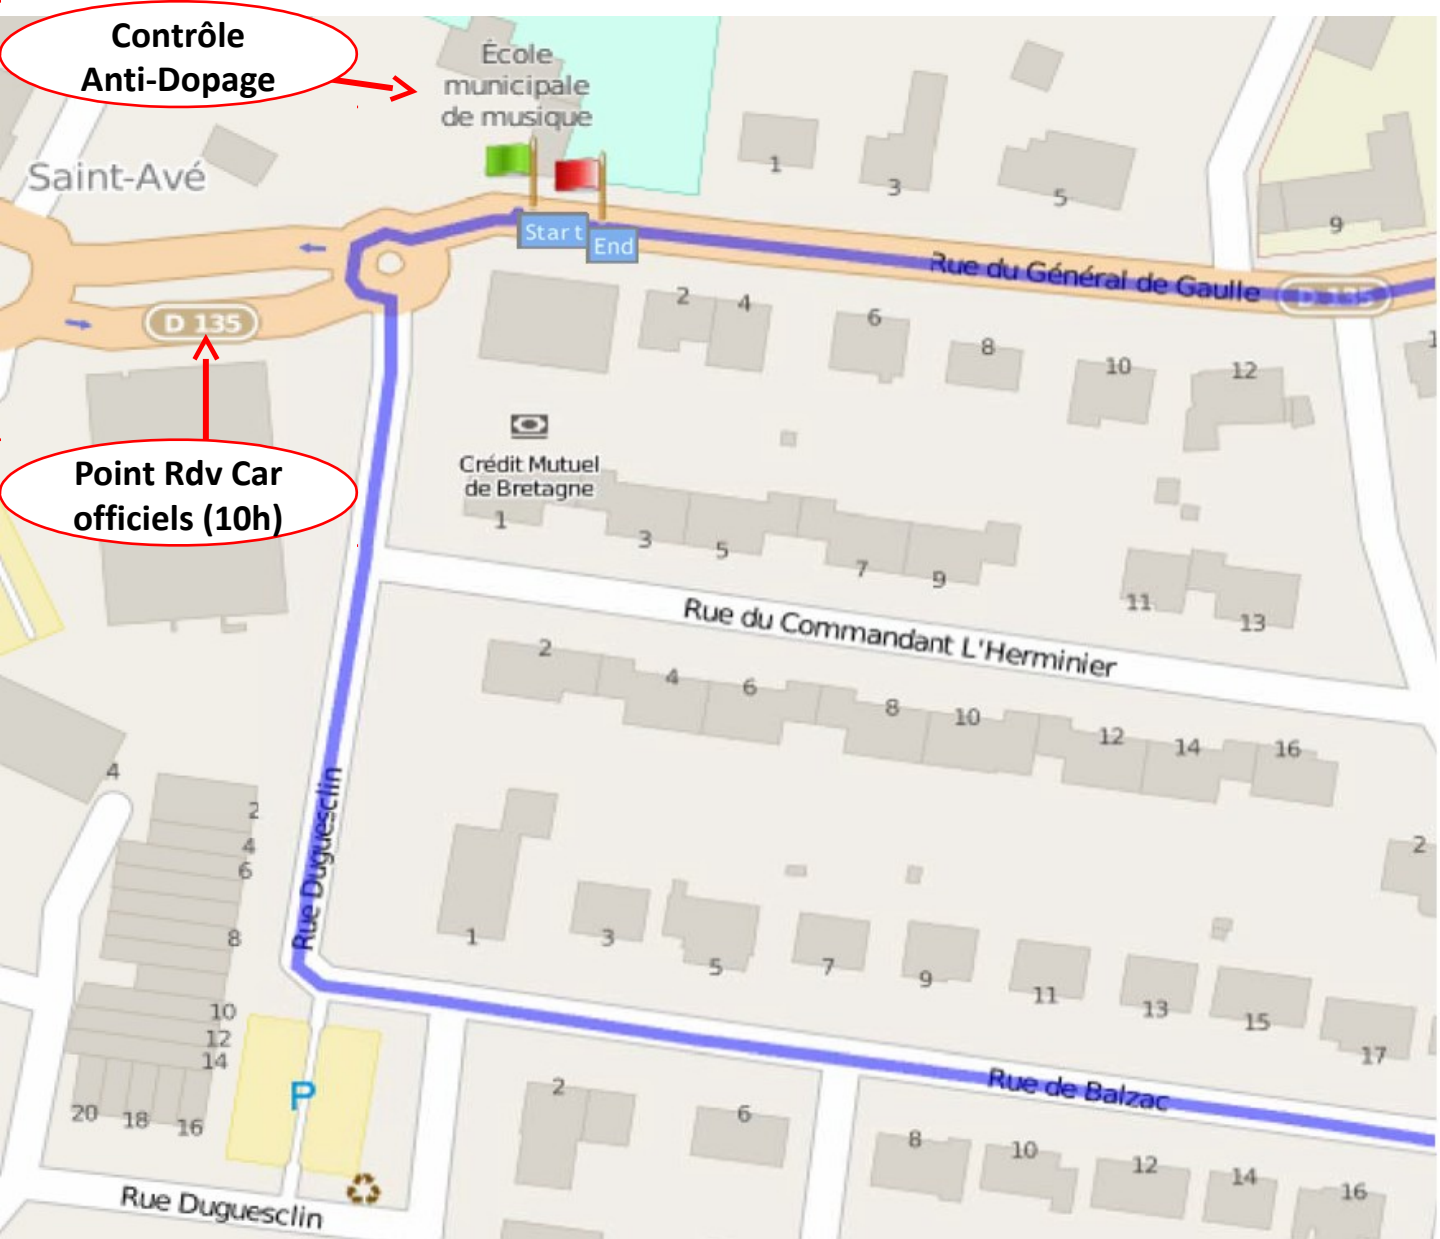 Contrôle
Anti-Dopage
École
municipale
de musique
Saint-Avé
1
3
5
9
Start
End
Rue du Général de Gaulle
D 135
D 135
2
4
6
8
10
12
1
Point Rdv Car
officiels (10h)
Crédit Mutuel
de Bretagne
1
3
5
7
9
11
13
Rue du Commandant L'Herminier
2
4
6
8
10
12
14
16
4
2
4
6
8
10
12
14
20
18
16
Rue Duguesclin
2
1
3
5
7
9
11
13
15
17
P
Rue de Balzac
2
6
8
10
12
14
16
Rue Duguesclin